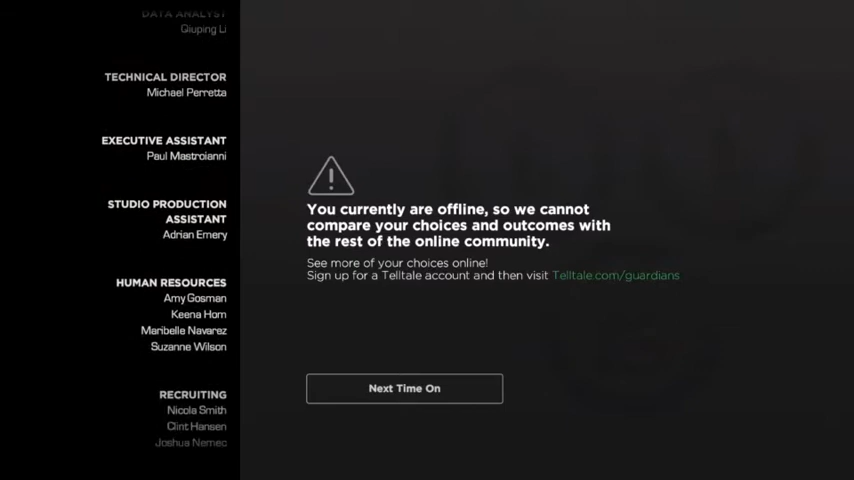 DATA ANALYST
Qiuping Li
TECHNICAL DIRECTOR
Michael Perretta
EXECUTIVE ASSISTANT
Paul Mastroianni
STUDIO PRODUCTION
ASSISTANT
Adrian Emery
HUMAN RESOURCES
Amy Gosman
Keena Hom
Maribelle Navarez
Suzanne Wilson
RECRUITING
Nicola Smith
Clint Hansen
Joshua Nemec
You currently are offline, so we cannot
compare your choices and outcomes with
the rest of the online community.
See more of your choices online!
Sign up for a Telltale account and then visit Telltale.com/guardians
Next Time On